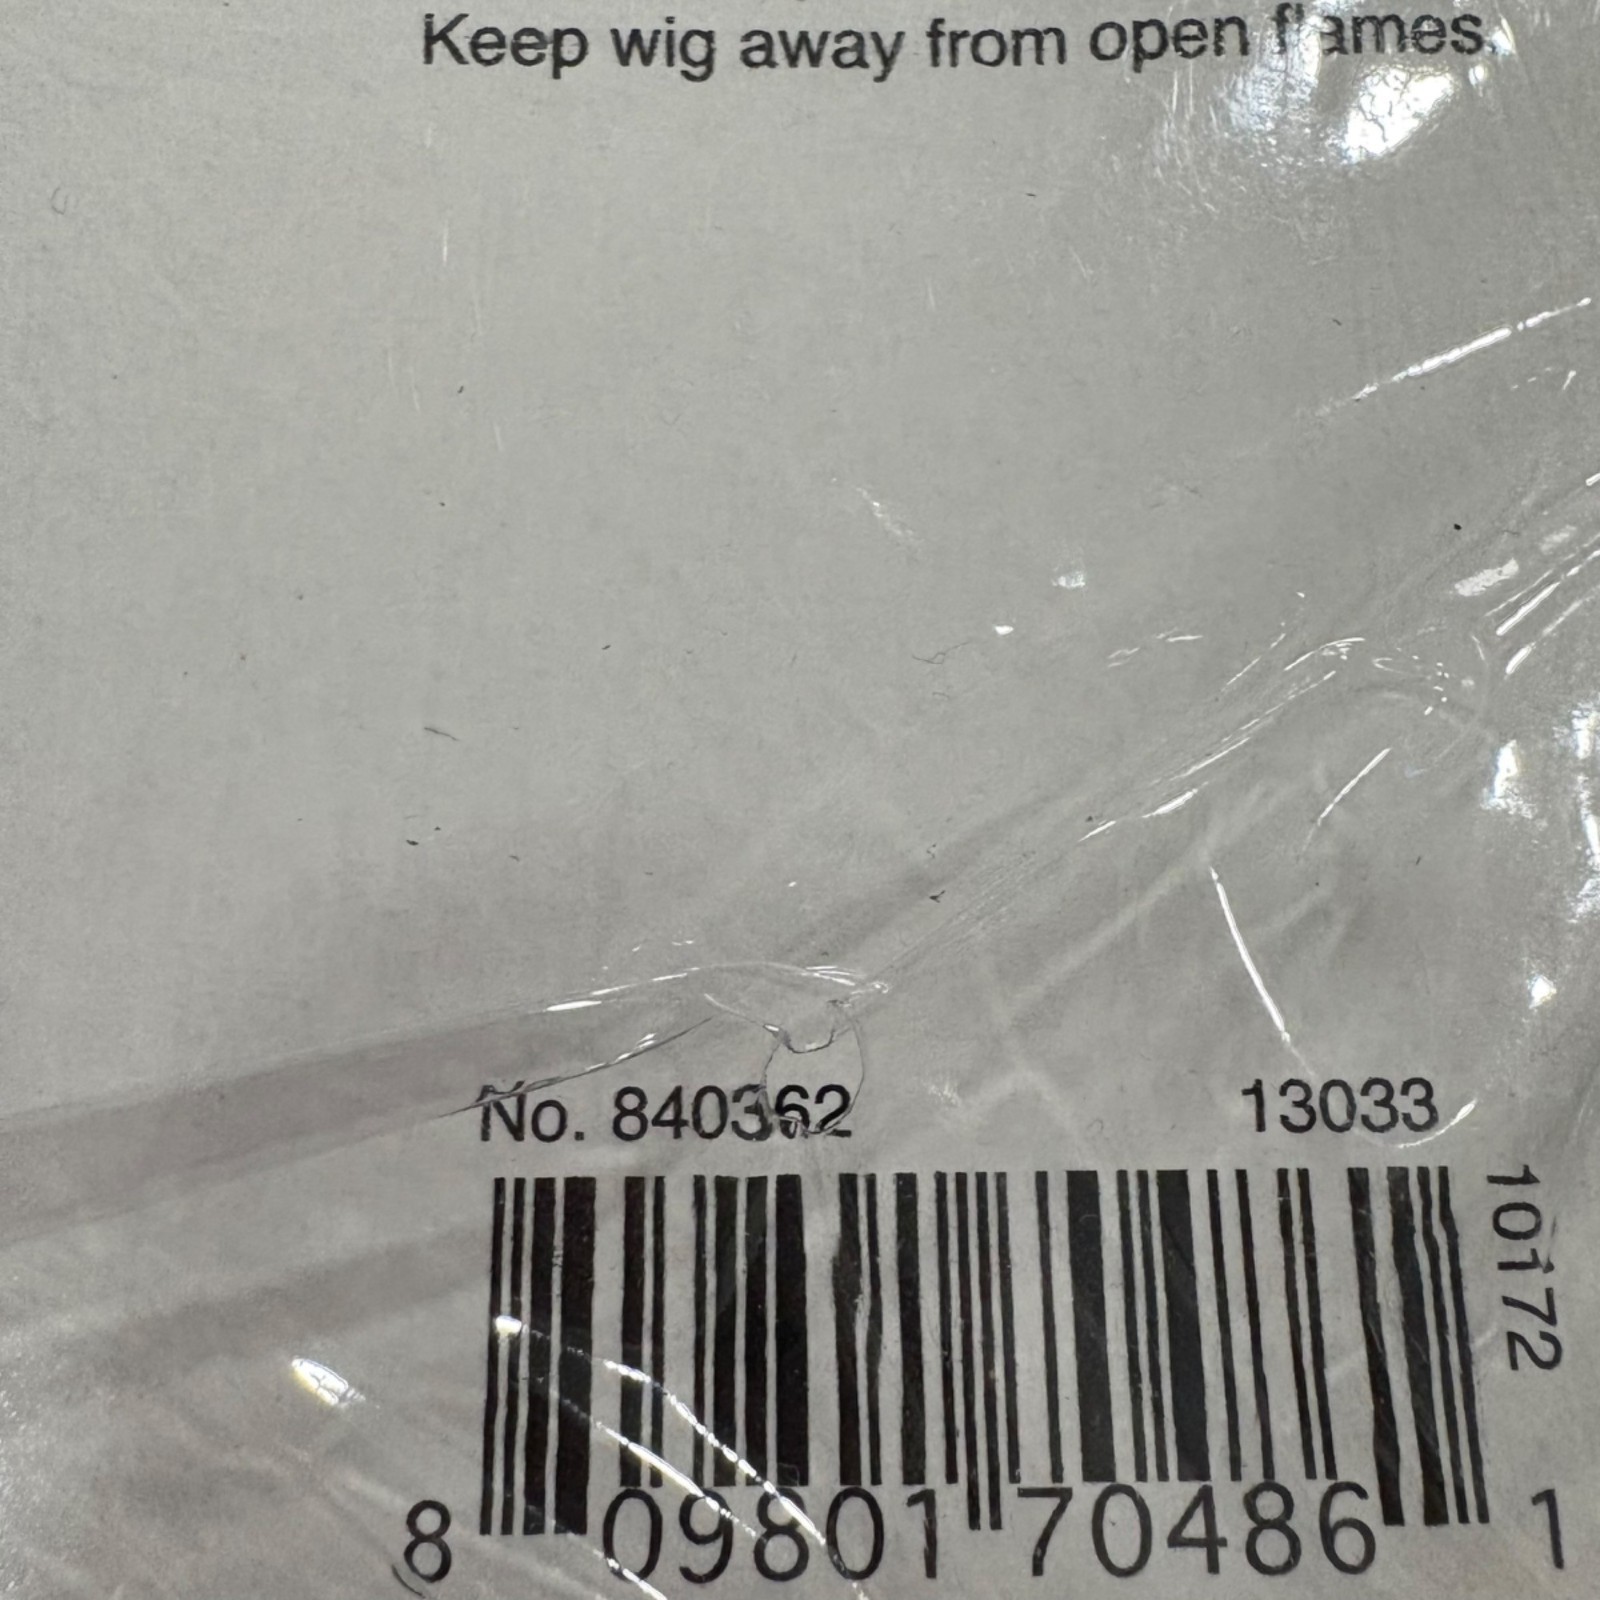 Keep wig away from open flames.
No. 840362 13033
10172
8 09801 70486 1